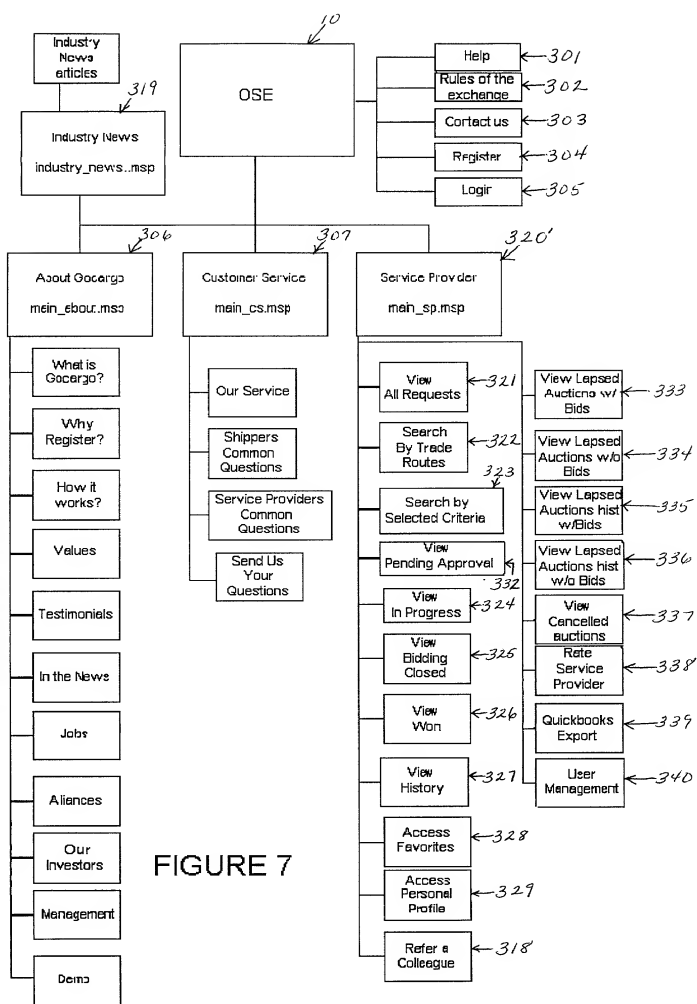 Industry
News
articles
319
Industry News
industry_news..msp
10
OSE
Help
301
Rules of the
exchange
302
Contact us
303
Register
304
Login
305
306
About Gocargo
main_about.msp
307
Customer Service
main_cs.msp
320'
Service Provider
main_sp.msp
What is
Gocargo?
Why
Register?
How it
works?
Values
Testimonials
In the News
Jobs
Aliances
Our
Investors
Management
Demo
Our Service
Shippers
Common
Questions
Service Providers
Common
Questions
Send Us
Your
Questions
View
All Requests
321
Search
By Trade
Routes
322
323
Search by
Selected Criteria
View
Pending Approval
332
View
In Progress
324
View
Bidding
Closed
325
View
Won
326
View
History
327
Access
Favorites
328
Access
Personal
Profile
329
Refer a
Colleague
318'
View Lapsed
Auctions w/
Bids
333
View Lapsed
Auctions w/o
Bids
334
View Lapsed
Auctions hist
w/Bids
335
View Lapsed
Auctions hist
w/o Bids
336
View
Cancelled
auctions
337
Rate
Service
Provider
338'
Quickbooks
Export
339
User
Management
340
FIGURE 7